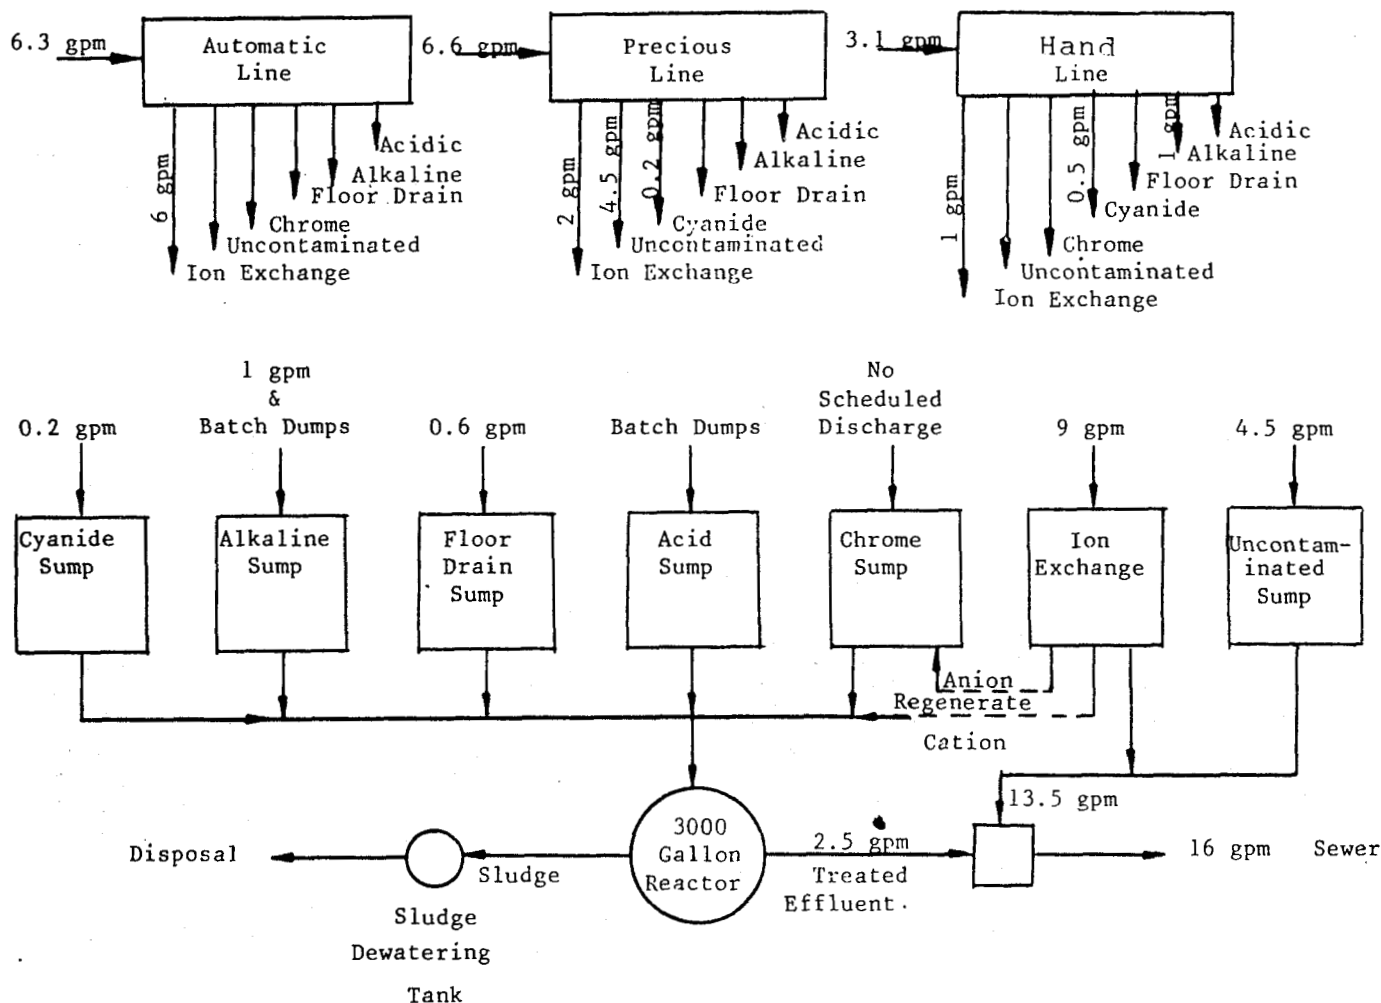 6.3 gpm
Automatic
Line
6 gpm
Acidic
Alkaline
Floor Drain
Chrome
Uncontaminated
Ion Exchange
6.6 gpm
Precious
Line
2 gpm
4.5 gpm
0.2 gpm
Acidic
Alkaline
Floor Drain
Cyanide
Uncontaminated
Ion Exchange
3.1 gpm
Hand
Line
1 gpm
0.5 gpm
1 gpm
Acidic
Alkaline
Floor Drain
Cyanide
Chrome
Uncontaminated
Ion Exchange
0.2 gpm
1 gpm
&
Batch Dumps
0.6 gpm
Batch Dumps
No
Scheduled
Discharge
9 gpm
4.5 gpm
Cyanide
Sump
Alkaline
Sump
Floor
Drain
Sump
Acid
Sump
Chrome
Sump
Ion
Exchange
Uncontam-
inated
Sump
Anion
Regenerate
Cation
13.5 gpm
Disposal
Sludge
3000
Gallon
Reactor
2.5 gpm
Treated
Effluent.
16 gpm Sewer
Sludge
Dewatering
Tank